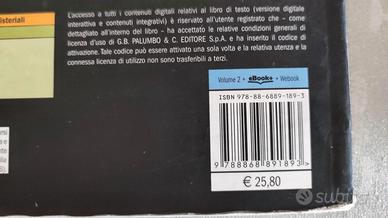 L'accesso a tutti i contenuti digitali relativi al libro di testo (versione digitale
interattiva e contenuti integrativi) è riservato all'utente registrato che – come
dettagliato all'interno del libro – ha accettato le relative condizioni generali di
licenza d'uso di G.B. PALUMBO & C. EDITORE S.p.A. e ha inserito il codice di
attivazione. Tale codice può essere attivato una sola volta e la relativa utenza e la
connessa licenza di utilizzo non sono trasferibili a terzi.
Volume 2 + eBook+ + Webook
ISBN 978-88-6889-189-3
9788868891893
€ 25,80
subito